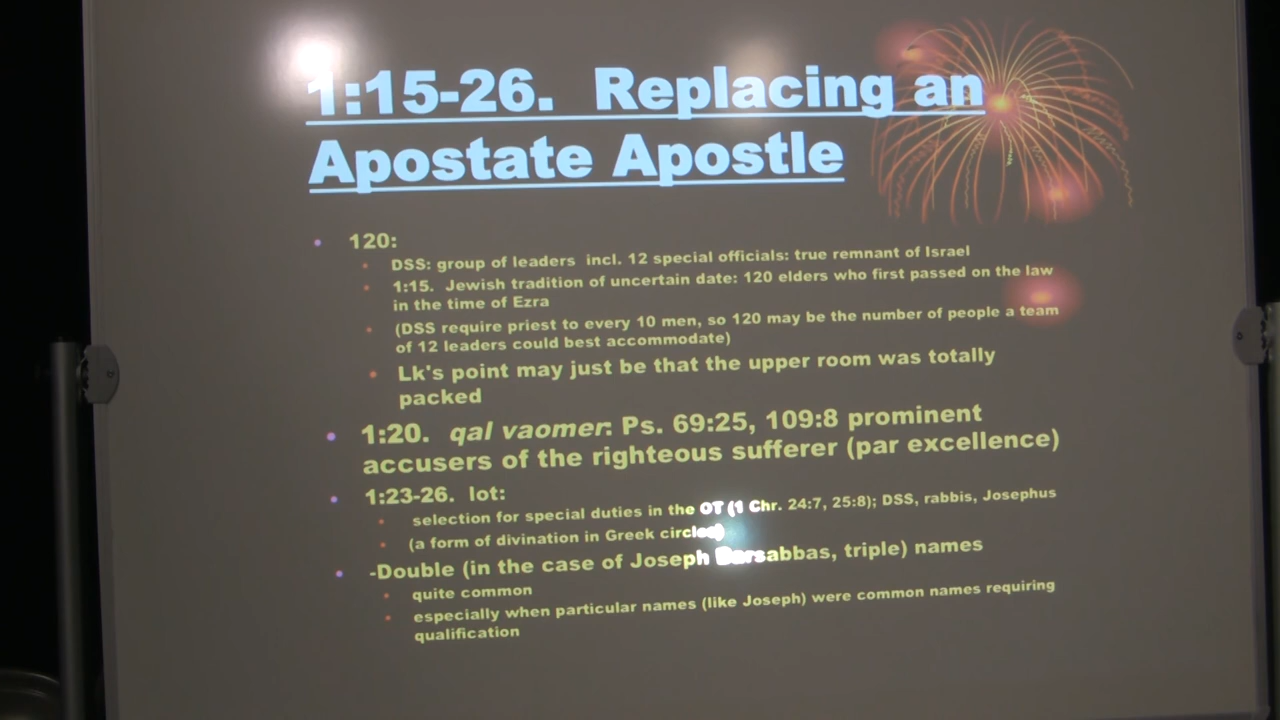 1:15-26. Replacing an
Apostate Apostle
• 120:
• DSS: group of leaders incl. 12 special officials: true remnant of Israel
• 1:15. Jewish tradition of uncertain date: 120 elders who first passed on the law
in the time of Ezra
• (DSS require priest to every 10 men, so 120 may be the number of people a team
of 12 leaders could best accommodate)
• Lk's point may just be that the upper room was totally
packed
• 1:20. qal vaomer: Ps. 69:25, 109:8 prominent
accusers of the righteous sufferer (par excellence)
• 1:23-26. lot:
• selection for special duties in the OT (1 Chr. 24:7, 25:8); DSS, rabbis, Josephus
• (a form of divination in Greek circles)
• -Double (in the case of Joseph Barsabbas, triple) names
• quite common
• especially when particular names (like Joseph) were common names requiring
qualification